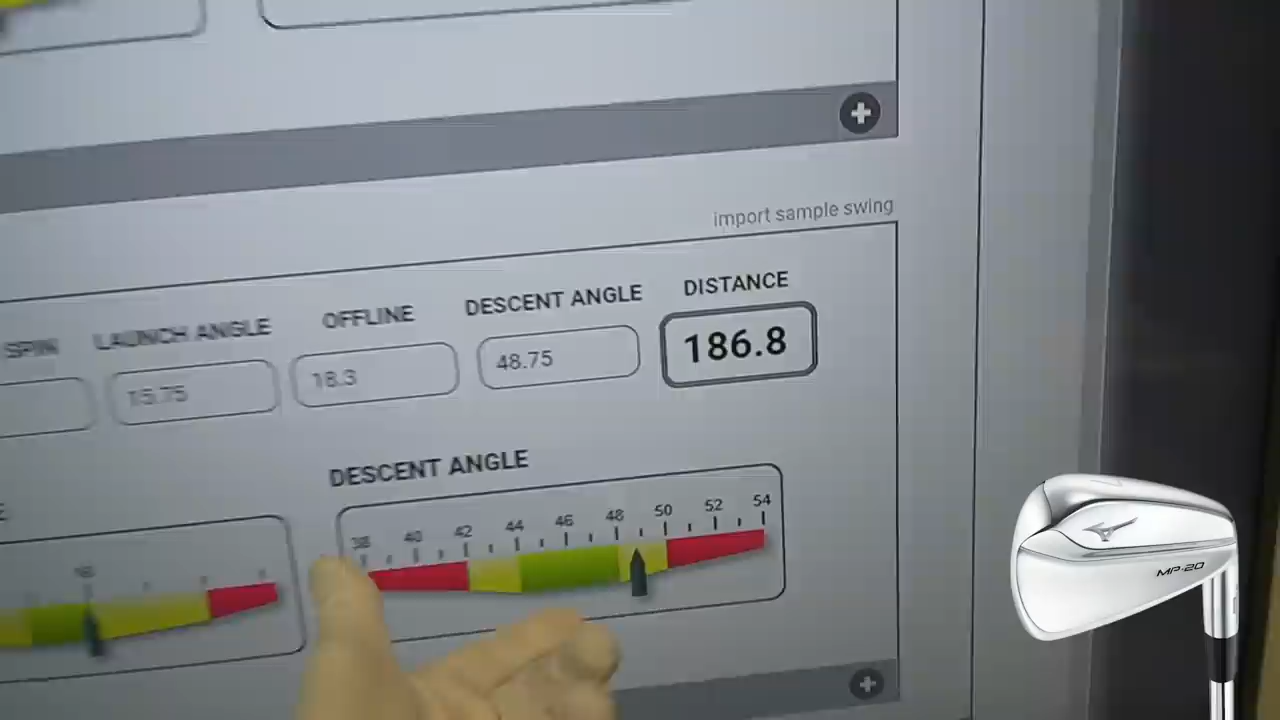 import sample swing
SPIN LAUNCH ANGLE OFFLINE DESCENT ANGLE DISTANCE
15.75 18.3 48.75 186.8
DESCENT ANGLE
38 40 42 44 46 48 50 52 54
16
MP-20